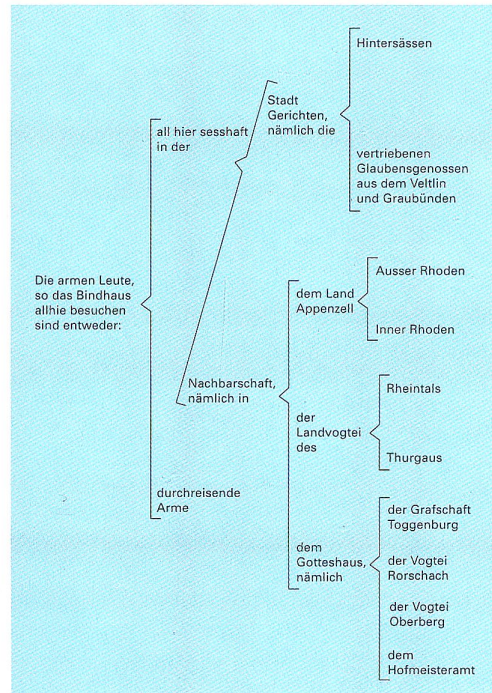 Die armen Leute,
so das Bindhaus
allhie besuchen
sind entweder:
all hier sesshaft
in der
Stadt
Gerichten,
nämlich die
Hintersässen
vertriebenen
Glaubensgenossen
aus dem Veltlin
und Graubünden
Nachbarschaft,
nämlich in
dem Land
Appenzell
Ausser Rhoden
Inner Rhoden
der
Landvogtei
des
Rheintals
Thurgaus
dem
Gotteshaus,
nämlich
der Grafschaft
Toggenburg
der Vogtei
Rorschach
der Vogtei
Oberberg
dem
Hofmeisteramt
durchreisende
Arme